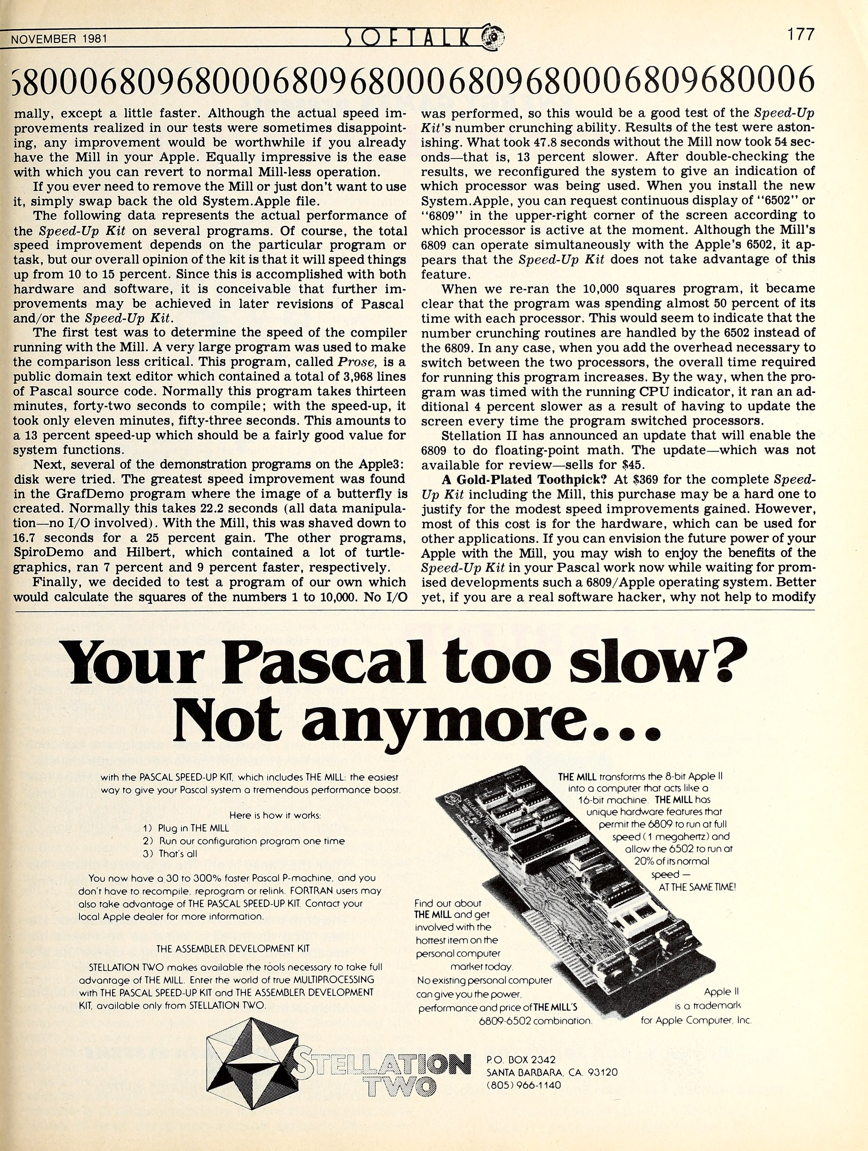 NOVEMBER 1981
SOFTALK
177
680006809680006809680006809680006809680006
mally, except a little faster. Although the actual speed im-
provements realized in our tests were sometimes disappoint-
ing, any improvement would be worthwhile if you already
have the Mill in your Apple. Equally impressive is the ease
with which you can revert to normal Mill-less operation.
If you ever need to remove the Mill or just don't want to use
it, simply swap back the old System.Apple file.
The following data represents the actual performance of
the Speed-Up Kit on several programs. Of course, the total
speed improvement depends on the particular program or
task, but our overall opinion of the kit is that it will speed things
up from 10 to 15 percent. Since this is accomplished with both
hardware and software, it is conceivable that further im-
provements may be achieved in later revisions of Pascal
and/or the Speed-Up Kit.
The first test was to determine the speed of the compiler
running with the Mill. A very large program was used to make
the comparison less critical. This program, called Prose, is a
public domain text editor which contained a total of 3,968 lines
of Pascal source code. Normally this program takes thirteen
minutes, forty-two seconds to compile; with the speed-up, it
took only eleven minutes, fifty-three seconds. This amounts to
a 13 percent speed-up which should be a fairly good value for
system functions.
Next, several of the demonstration programs on the Apple3:
disk were tried. The greatest speed improvement was found
in the GrafDemo program where the image of a butterfly is
created. Normally this takes 22.2 seconds (all data manipula-
tion—no I/O involved). With the Mill, this was shaved down to
16.7 seconds for a 25 percent gain. The other programs,
SpiroDemo and Hilbert, which contained a lot of turtle-
graphics, ran 7 percent and 9 percent faster, respectively.
Finally, we decided to test a program of our own which
would calculate the squares of the numbers 1 to 10,000. No I/O
was performed, so this would be a good test of the Speed-Up
Kit's number crunching ability. Results of the test were aston-
ishing. What took 47.8 seconds without the Mill now took 54 sec-
onds—that is, 13 percent slower. After double-checking the
results, we reconfigured the system to give an indication of
which processor was being used. When you install the new
System.Apple, you can request continuous display of "6502" or
"6809" in the upper-right corner of the screen according to
which processor is active at the moment. Although the Mill's
6809 can operate simultaneously with the Apple's 6502, it ap-
pears that the Speed-Up Kit does not take advantage of this
feature.
When we re-ran the 10,000 squares program, it became
clear that the program was spending almost 50 percent of its
time with each processor. This would seem to indicate that the
number crunching routines are handled by the 6502 instead of
the 6809. In any case, when you add the overhead necessary to
switch between the two processors, the overall time required
for running this program increases. By the way, when the pro-
gram was timed with the running CPU indicator, it ran an ad-
ditional 4 percent slower as a result of having to update the
screen every time the program switched processors.
Stellation II has announced an update that will enable the
6809 to do floating-point math. The update—which was not
available for review—sells for $45.
A Gold-Plated Toothpick? At $369 for the complete Speed-
Up Kit including the Mill, this purchase may be a hard one to
justify for the modest speed improvements gained. However,
most of this cost is for the hardware, which can be used for
other applications. If you can envision the future power of your
Apple with the Mill, you may wish to enjoy the benefits of the
Speed-Up Kit in your Pascal work now while waiting for prom-
ised developments such a 6809/Apple operating system. Better
yet, if you are a real software hacker, why not help to modify
Your Pascal too slow?
Not anymore...
with the PASCAL SPEED-UP KIT, which includes THE MILL: the easiest
way to give your Pascal system a tremendous performance boost.
Here is how it works:
1) Plug in THE MILL
2) Run our configuration program one time
3) That's all
You now have a 30 to 300% faster Pascal P-machine, and you
don't have to recompile, reprogram or relink. FORTRAN users may
also take advantage of THE PASCAL SPEED-UP KIT. Contact your
local Apple dealer for more information.
THE ASSEMBLER DEVELOPMENT KIT
STELLATION TWO makes available the tools necessary to take full
advantage of THE MILL. Enter the world of true MULTIPROCESSING
with THE PASCAL SPEED-UP KIT and THE ASSEMBLER DEVELOPMENT
KIT, available only from STELLATION TWO.
THE MILL transforms the 8-bit Apple II
into a computer that acts like a
16-bit machine. THE MILL has
unique hardware features that
permit the 6809 to run at full
speed (1 megahertz) and
allow the 6502 to run at
20% of its normal
speed —
AT THE SAME TIME!
Find out about
THE MILL and get
involved with the
hottest item on the
personal computer
market today.
No existing personal computer
can give you the power,
performance and price of THE MILL'S
6809-6502 combination.
Apple II
is a trademark
for Apple Computer, Inc.
STELLATION
TWO
P.O. BOX 2342
SANTA BARBARA, CA. 93120
(805) 966-1140